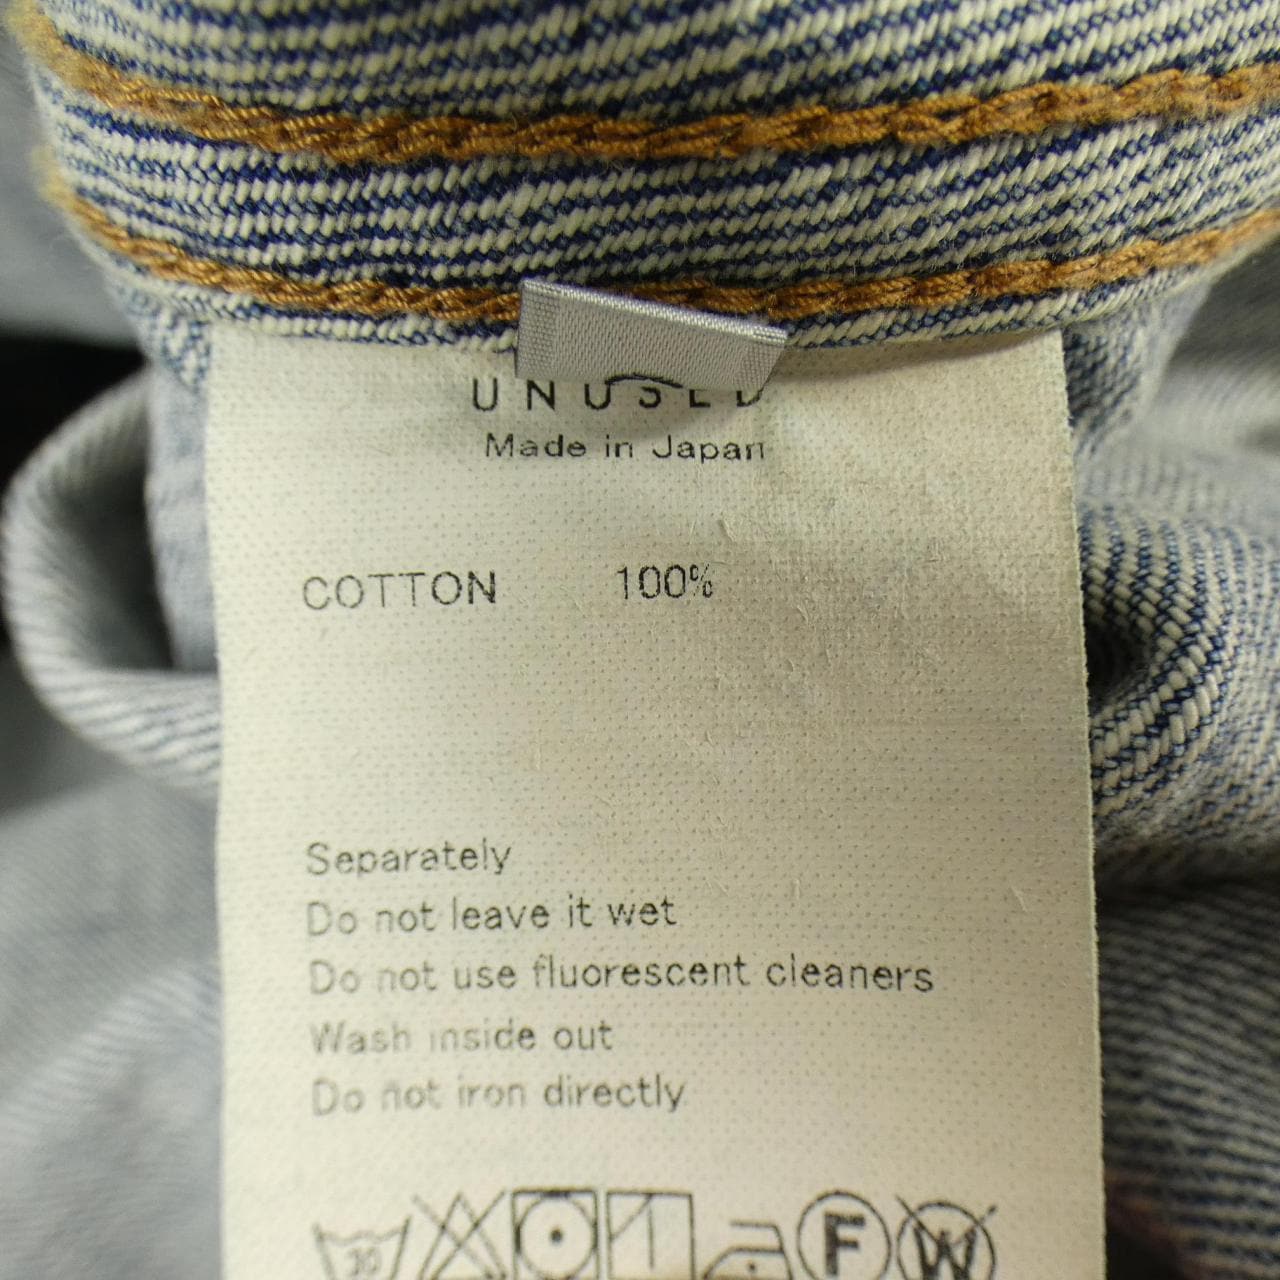 UNUSED
Made in Japan
COTTON 100%
Separately
Do not leave it wet
Do not use fluorescent cleaners
Wash inside out
Do not iron directly
30
F W